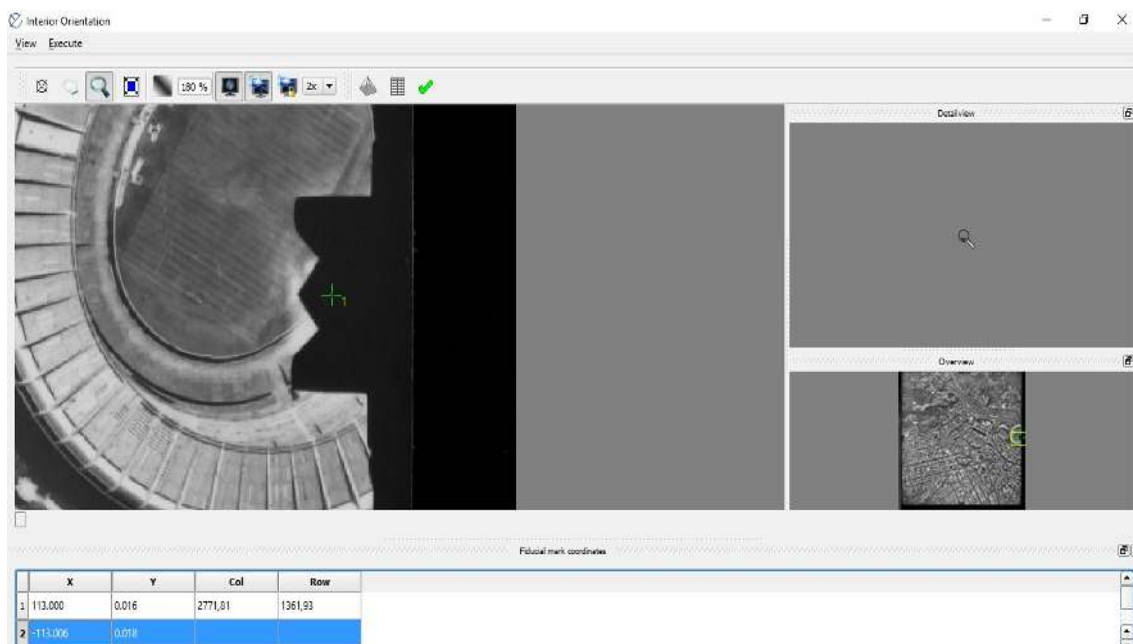 Interior Orientation
View Execute
180 % 2x
Detailview
1
Overview
Fiducial mark coordinates
X Y Col Row
1 113.000 0.016 2771,81 1361,93
2 -113.006 0.018